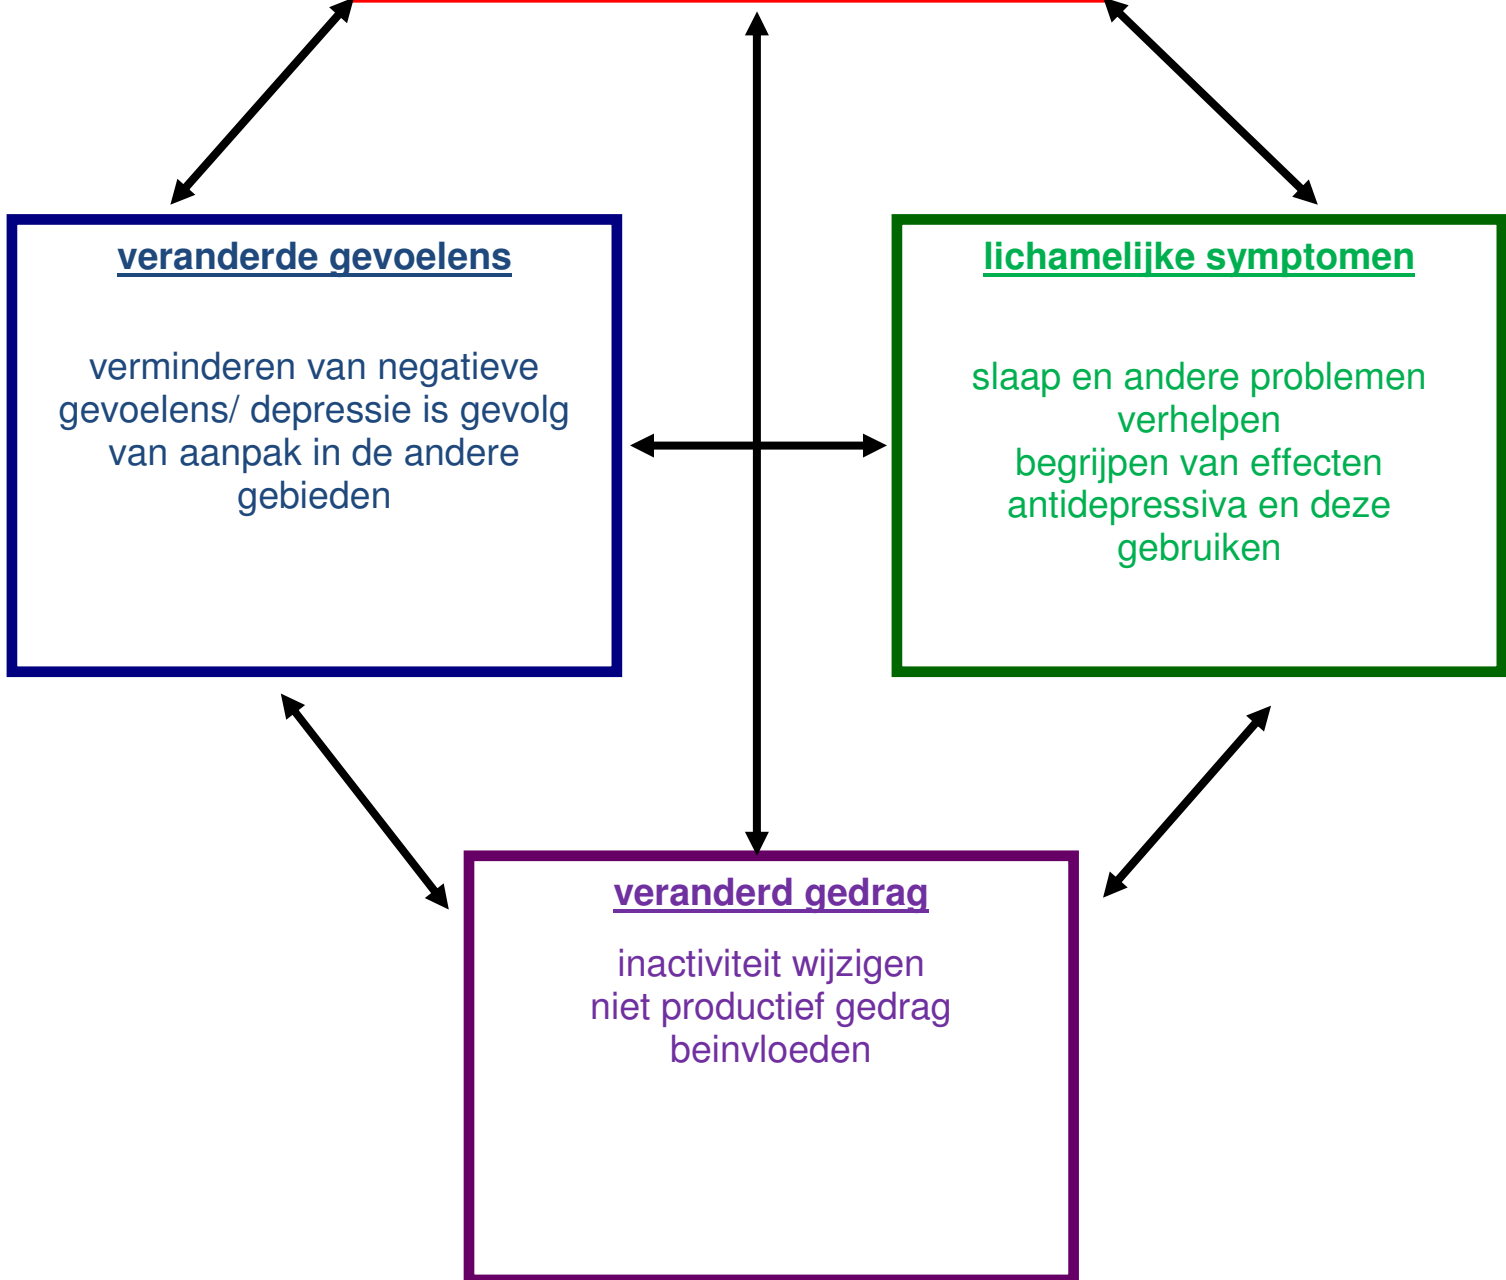 veranderde gevoelens
verminderen van negatieve
gevoelens/ depressie is gevolg
van aanpak in de andere
gebieden
lichamelijke symptomen
slaap en andere problemen
verhelpen
begrijpen van effecten
antidepressiva en deze
gebruiken
veranderd gedrag
inactiviteit wijzigen
niet productief gedrag
beinvloeden